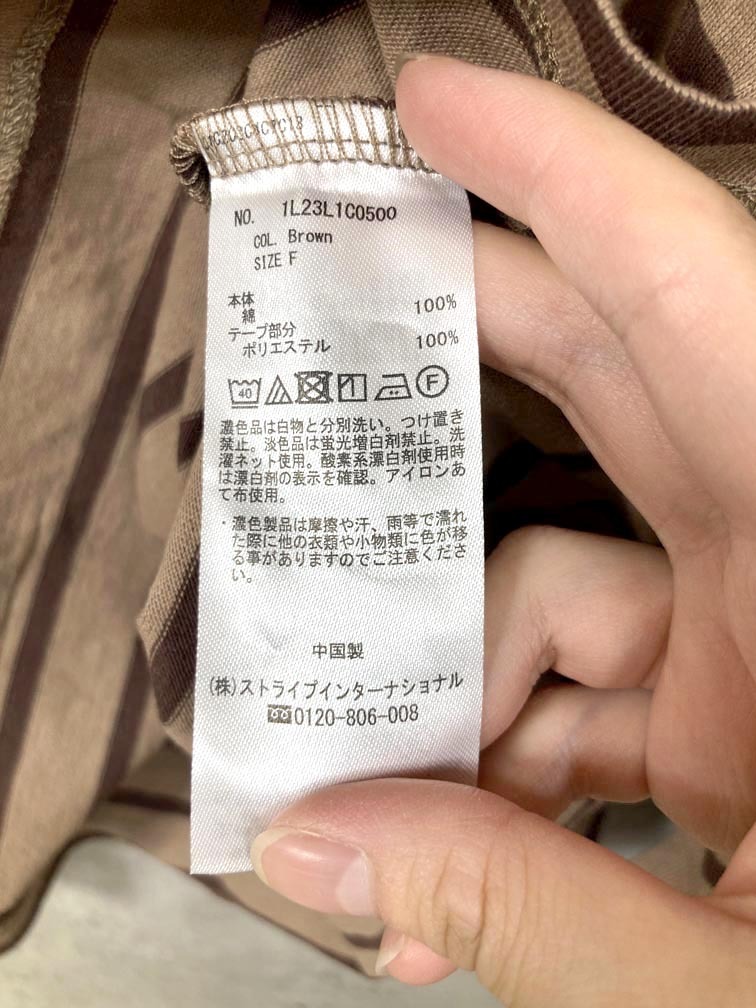 NO. 1L23L1C0500
COL. Brown
SIZE F
本体
綿 100%
テープ部分
ポリエステル 100%
40
F
濃色品は白物と分別洗い。つけ置き
禁止。淡色品は蛍光増白剤禁止。洗
濯ネット使用。酸素系漂白剤使用時
は漂白剤の表示を確認。アイロンあ
て布使用。
・濃色製品は摩擦や汗、雨等で濡れ
た際に他の衣類や小物類に色が移
る事がありますのでご注意くださ
い。
中国製
(株)ストライプインターナショナル
0120-806-008